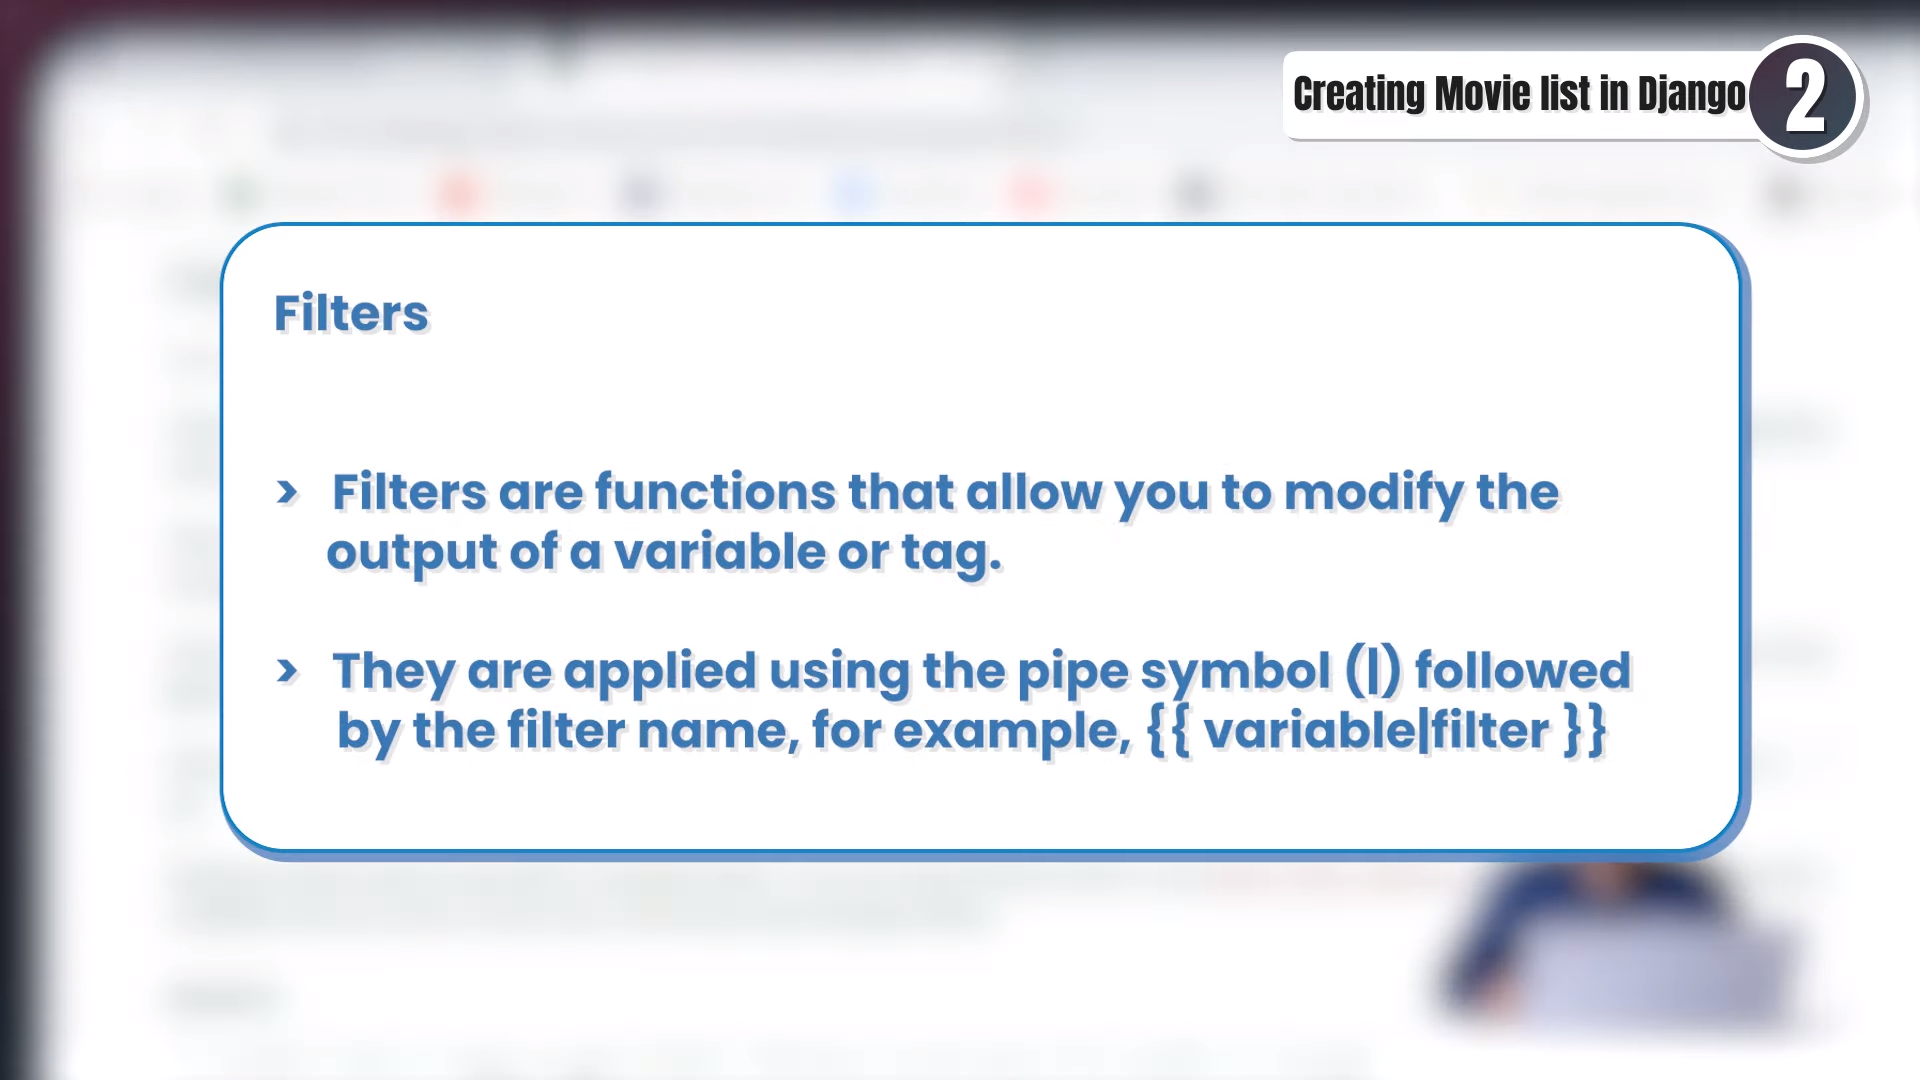 Creating Movie list in Django 2
Filters
> Filters are functions that allow you to modify the
output of a variable or tag.
> They are applied using the pipe symbol (|) followed
by the filter name, for example, {{ variable|filter }}